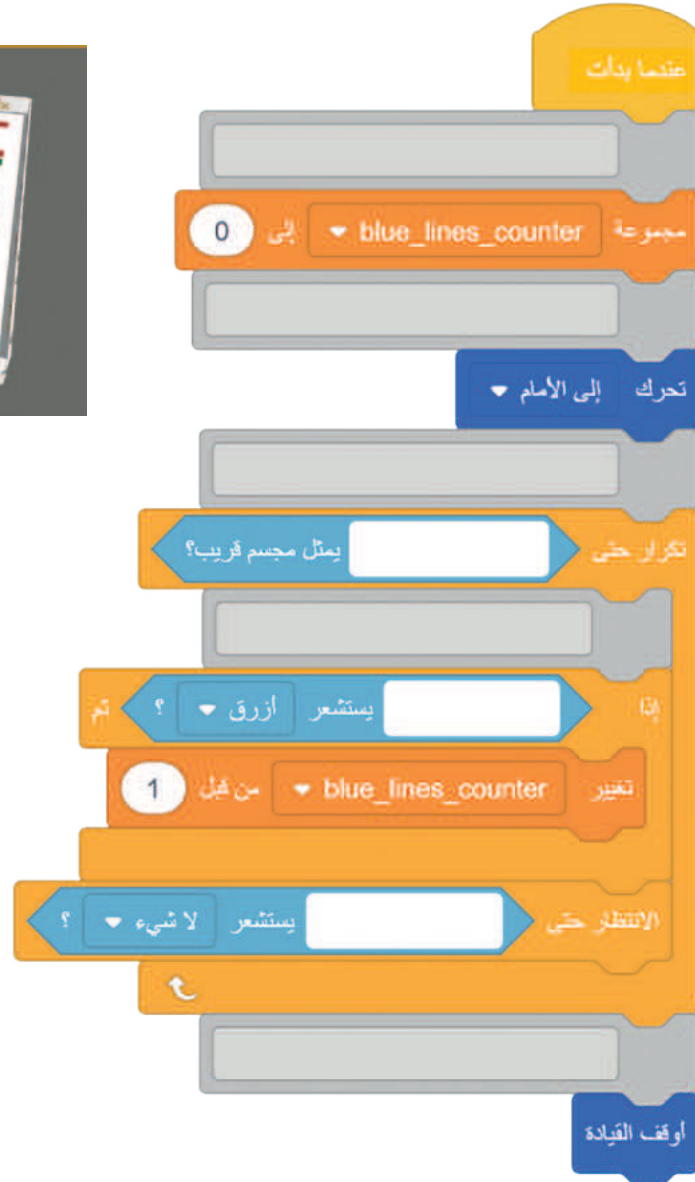 عندما بدأت
مجموعة blue_lines_counter إلى 0
تحرك إلى الأمام
تكرار حتى يمثل مجسم قريب؟
إذا يستشعر أزرق ؟ ثم
تغيير blue_lines_counter من قبل 1
الانتظار حتى يستشعر لا شيء ؟
أوقف القيادة